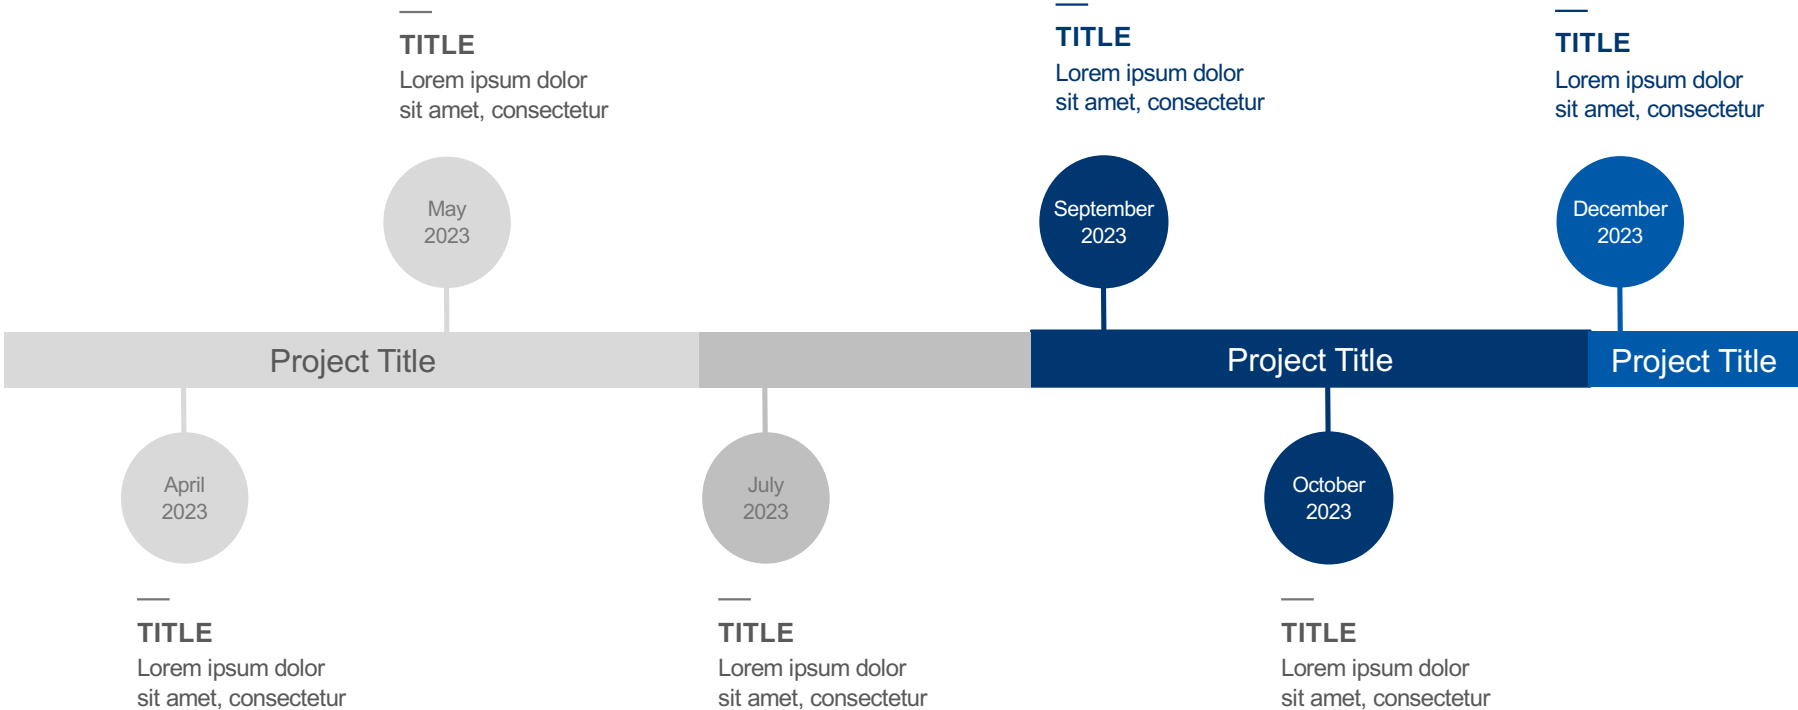 TITLE
Lorem ipsum dolor
sit amet, consectetur
TITLE
Lorem ipsum dolor
sit amet, consectetur
TITLE
Lorem ipsum dolor
sit amet, consectetur
May
2023
September
2023
December
2023
Project Title
Project Title
Project Title
April
2023
July
2023
October
2023
TITLE
Lorem ipsum dolor
sit amet, consectetur
TITLE
Lorem ipsum dolor
sit amet, consectetur
TITLE
Lorem ipsum dolor
sit amet, consectetur